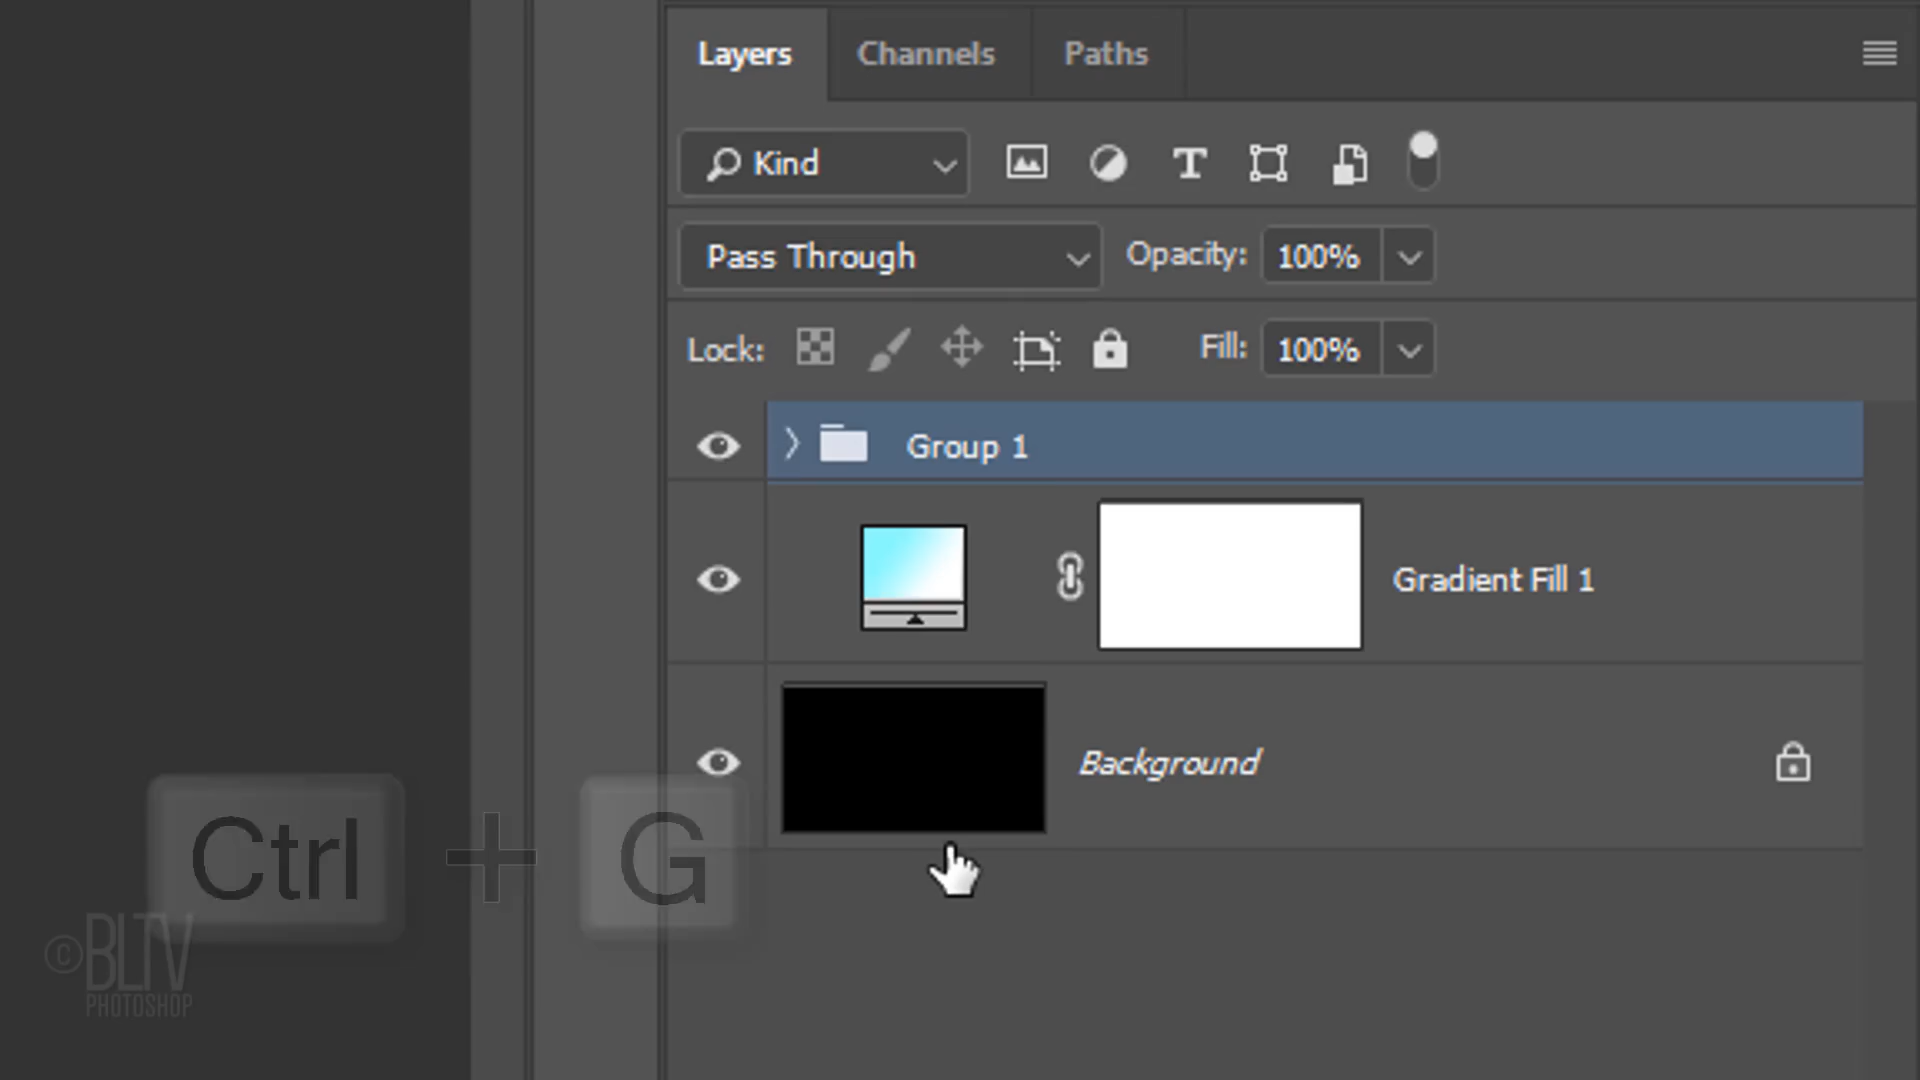 Layers Channels Paths
Kind
Pass Through Opacity: 100%
Lock: Fill: 100%
Group 1
Gradient Fill 1
Background
Ctrl + G
©BLTV
PHOTOSHOP